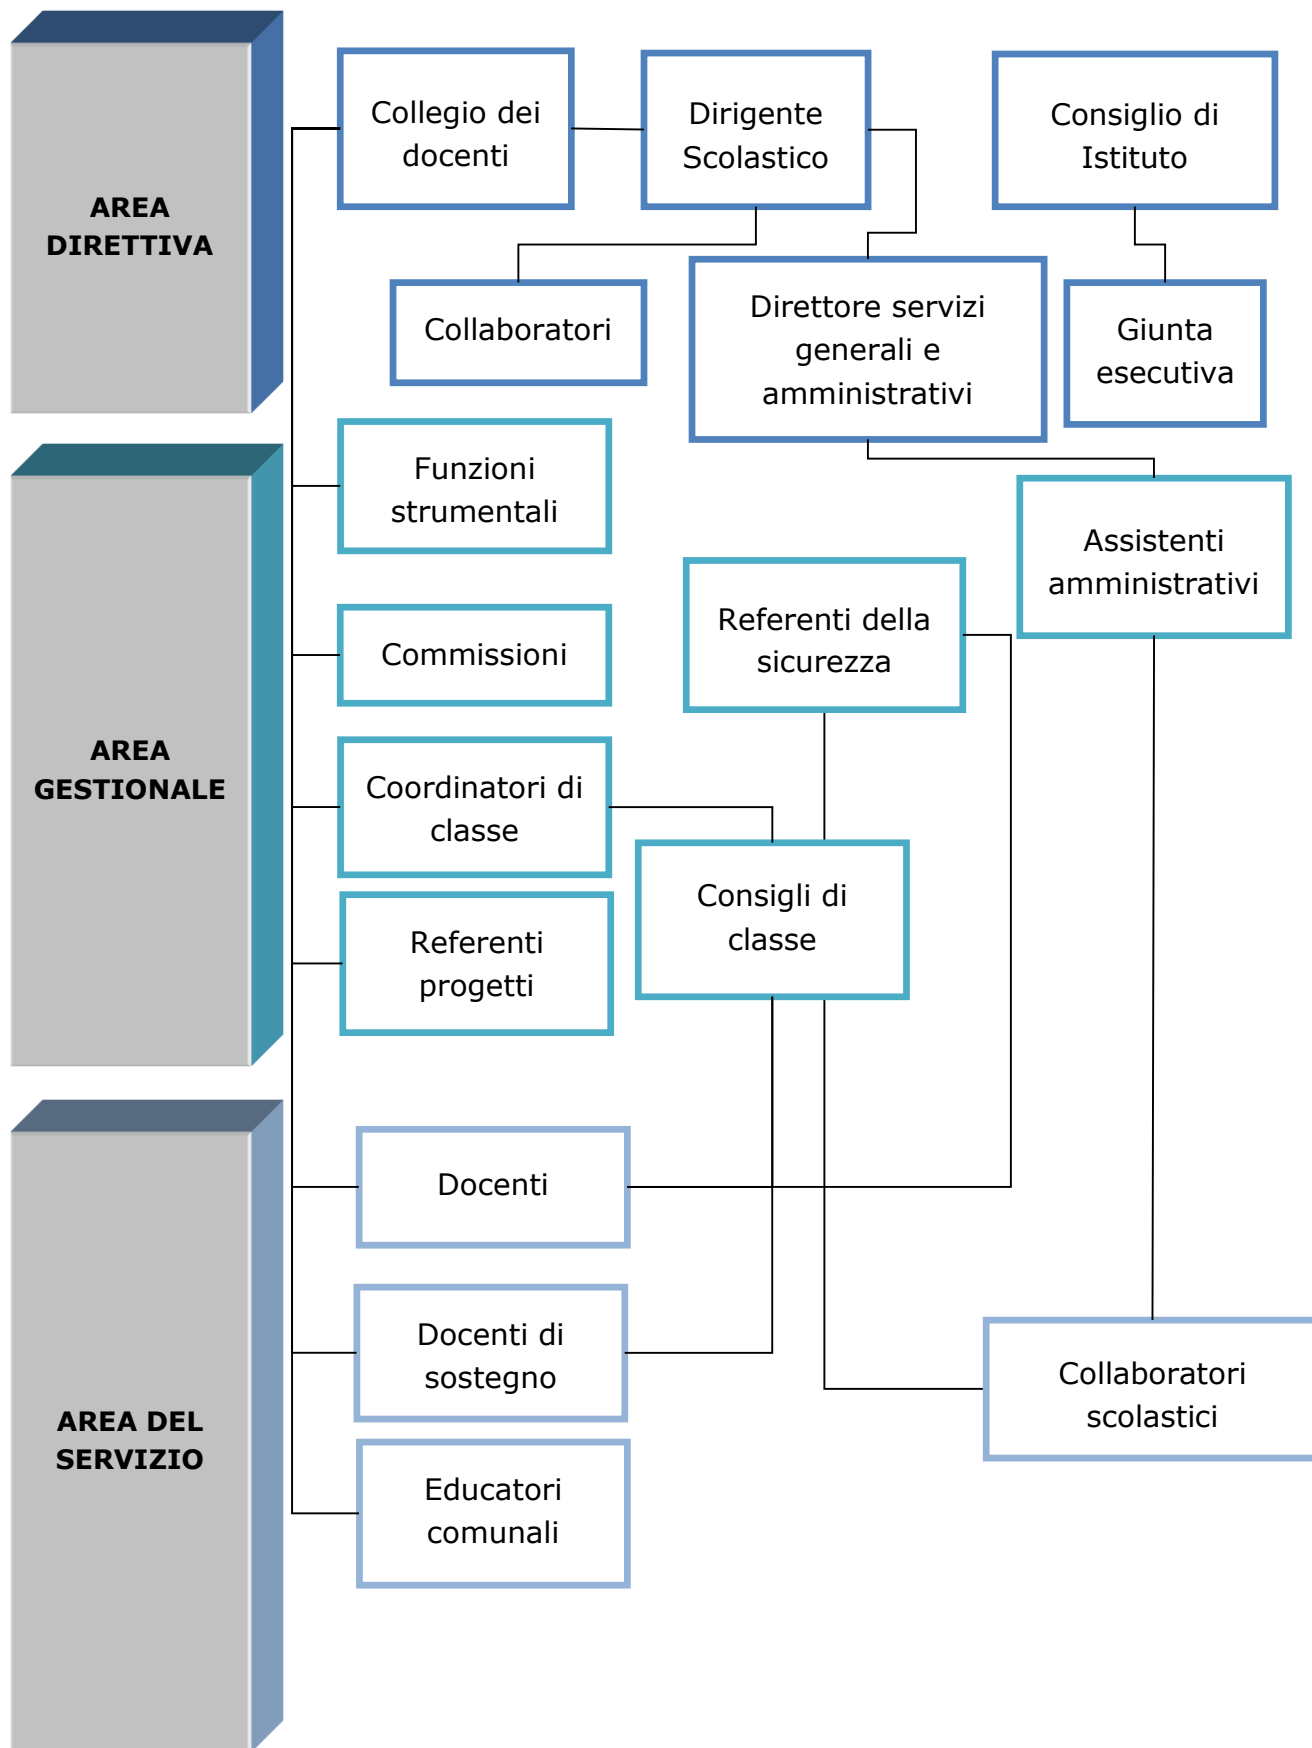 AREA
DIRETTIVA
Collegio dei
docenti
Dirigente
Scolastico
Consiglio di
Istituto
Collaboratori
Direttore servizi
generali e
amministrativi
Giunta
esecutiva
AREA
GESTIONALE
Funzioni
strumentali
Assistenti
amministrativi
Referenti della
sicurezza
Commissioni
Coordinatori di
classe
Consigli di
classe
Referenti
progetti
AREA DEL
SERVIZIO
Docenti
Docenti di
sostegno
Collaboratori
scolastici
Educatori
comunali